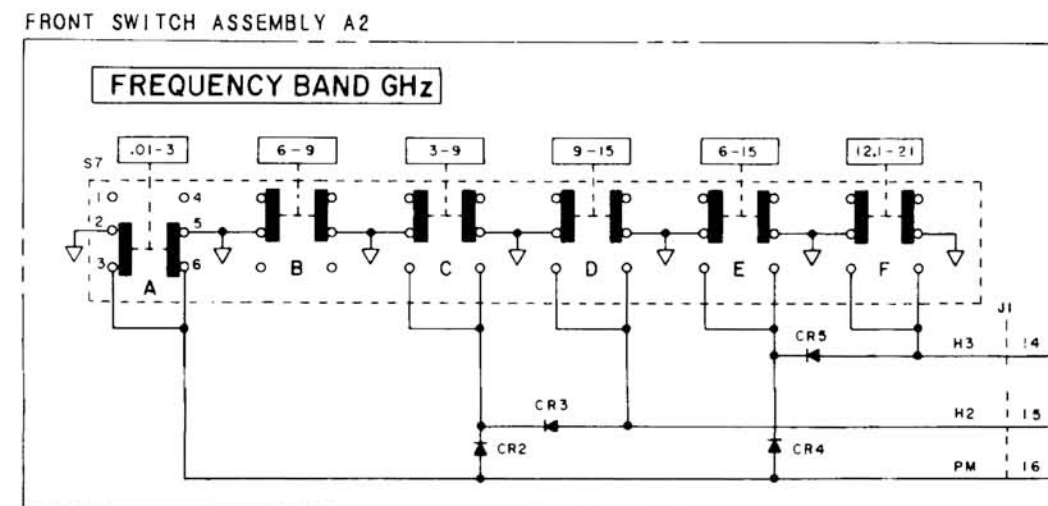 FRONT SWITCH ASSEMBLY A2
FREQUENCY BAND GHz
.01-3 6-9 3-9 9-15 6-15 12.1-21
S7
1 4
2 5
3 6
A B C D E F
J1
CR5 H3 14
CR3 H2 15
CR2 CR4
PM 16